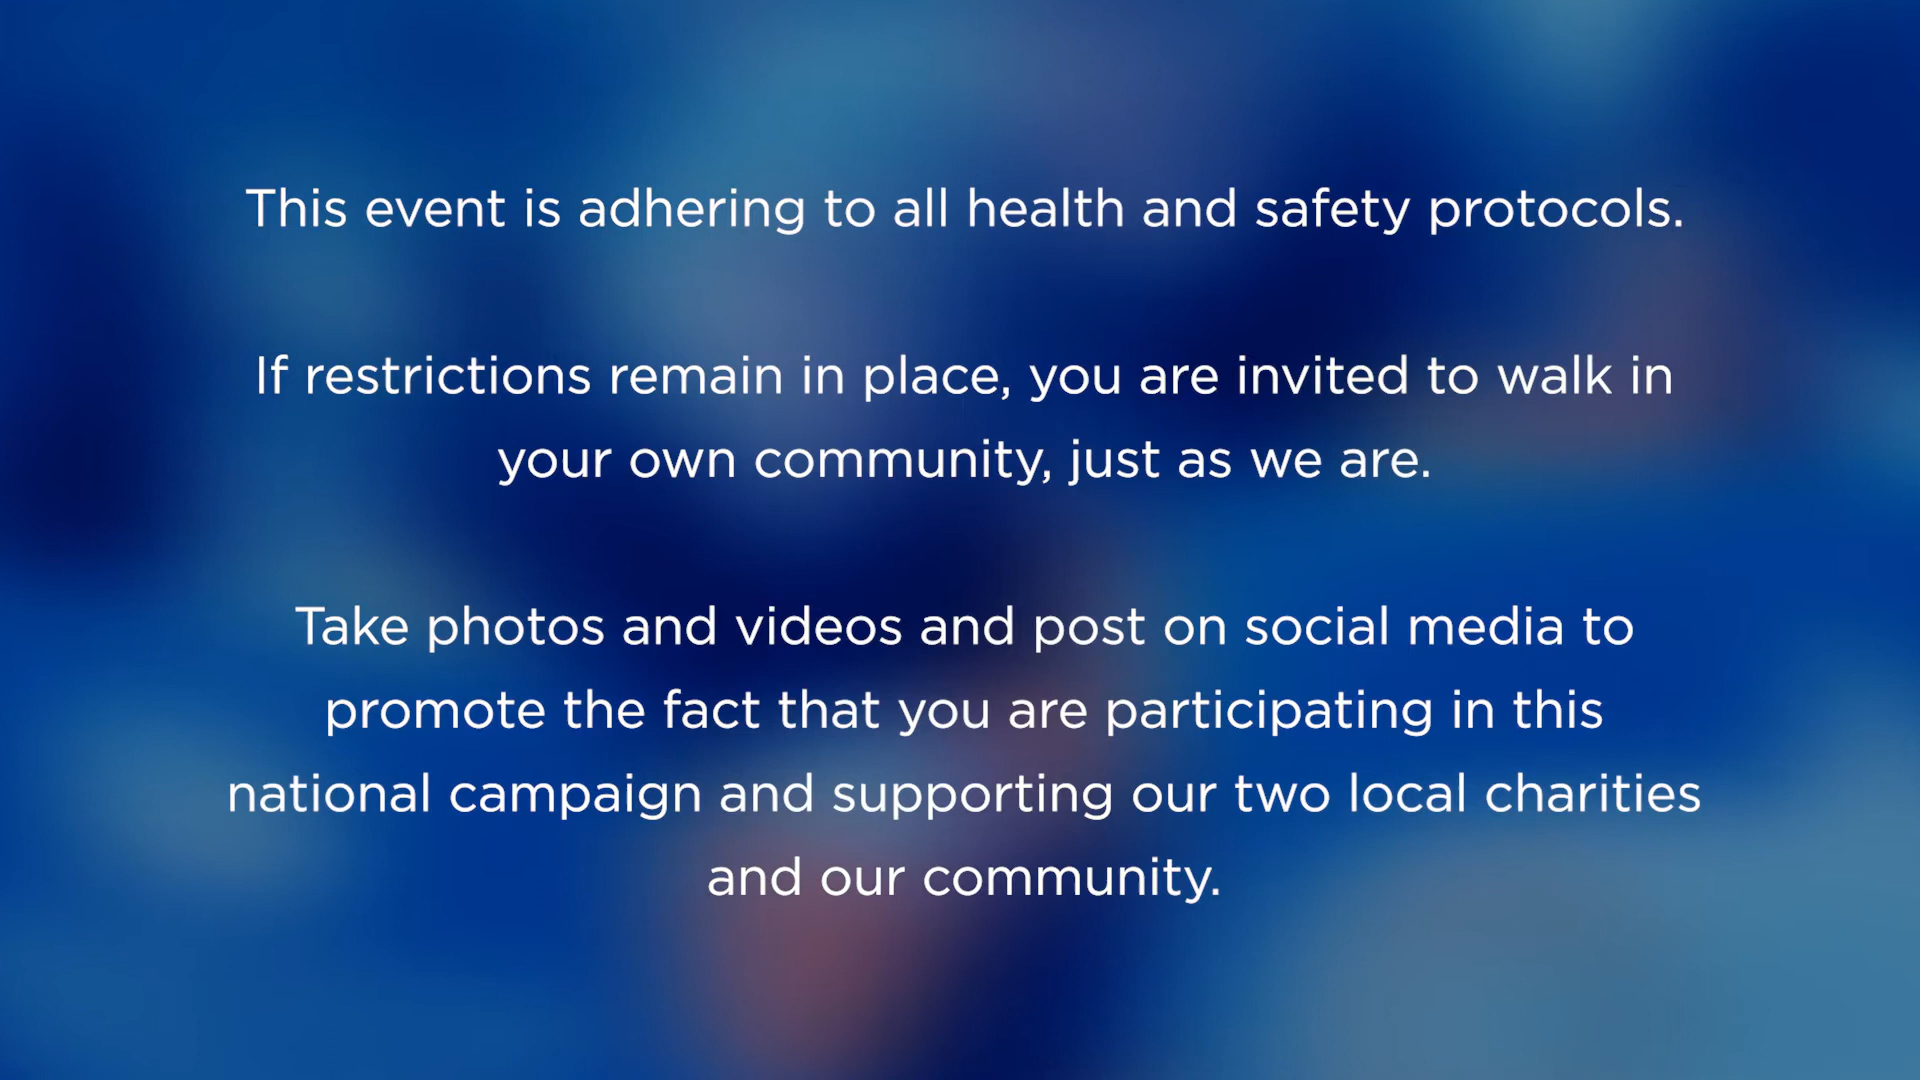 This event is adhering to all health and safety protocols.
If restrictions remain in place, you are invited to walk in
your own community, just as we are.
Take photos and videos and post on social media to
promote the fact that you are participating in this
national campaign and supporting our two local charities
and our community.